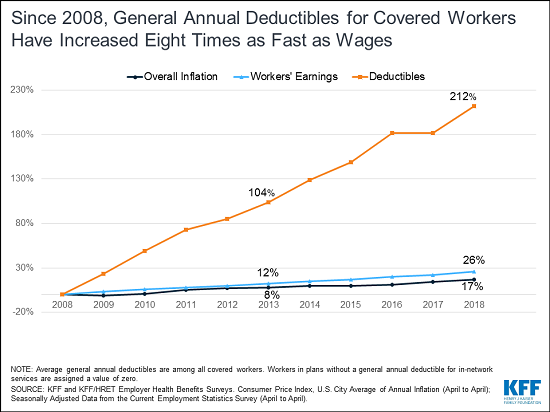 Since 2008, General Annual Deductibles for Covered Workers
Have Increased Eight Times as Fast as Wages
Overall Inflation Workers' Earnings Deductibles
230%
212%
180%
130%
104%
80%
30%
12%
26%
8%
17%
2008 2009 2010 2011 2012 2013 2014 2015 2016 2017 2018
-20%
NOTE: Average general annual deductibles are among all covered workers. Workers in plans without a general annual deductible for in-network
services are assigned a value of zero.
SOURCE: KFF and KFF/HRET Employer Health Benefits Surveys. Consumer Price Index, U.S. City Average of Annual Inflation (April to April);
Seasonally Adjusted Data from the Current Employment Statistics Survey (April to April).
KFF
HENRY J KAISER
FAMILY FOUNDATION